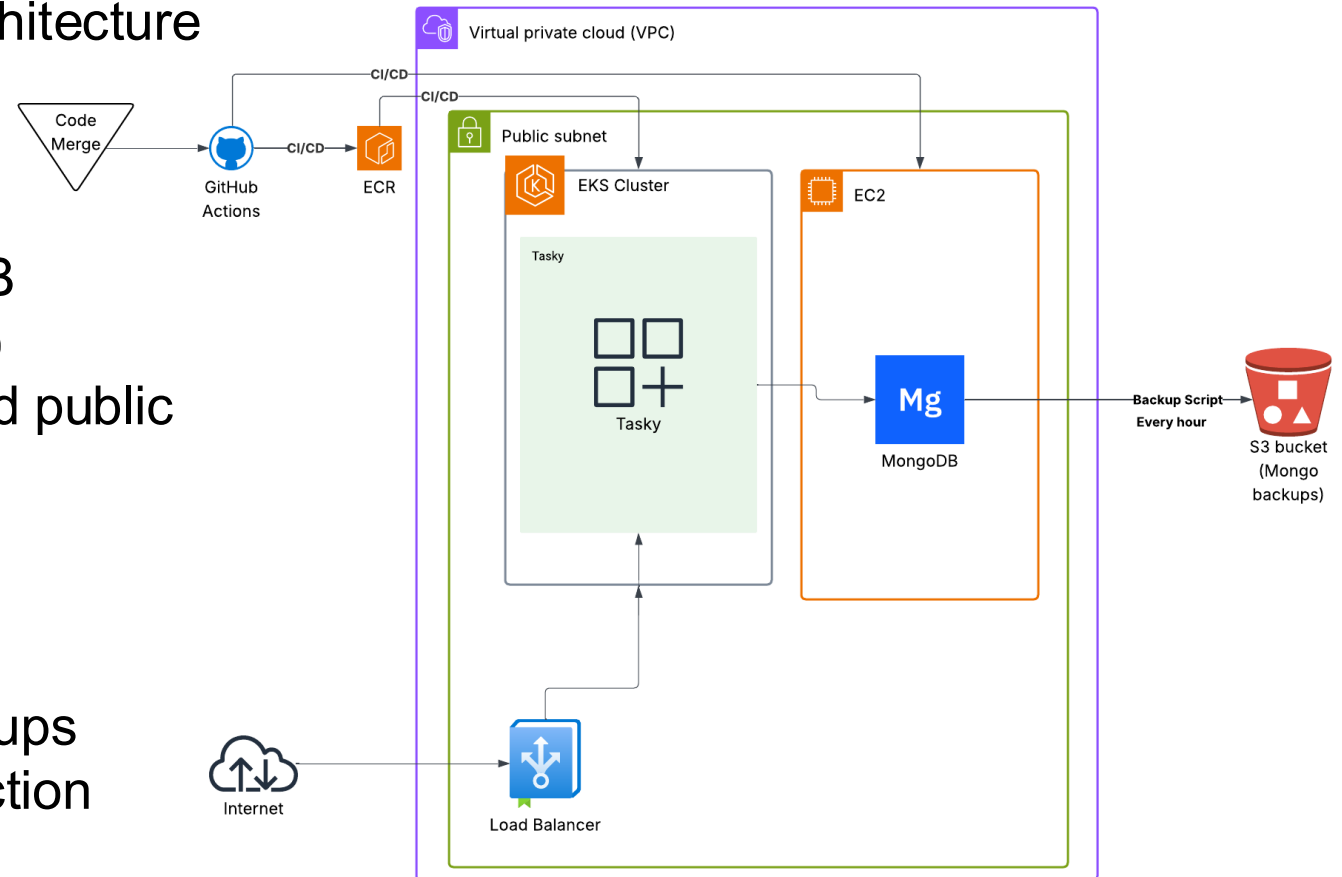 hitecture
Virtual private cloud (VPC)
CI/CD
CI/CD
Code
Merge
Public subnet
CI/CD
GitHub
Actions
ECR
EKS Cluster
EC2
Tasky
d public
Tasky
Mg
MongoDB
Backup Script
Every hour
S3 bucket
(Mongo
backups)
ups
ction
Internet
Load Balancer